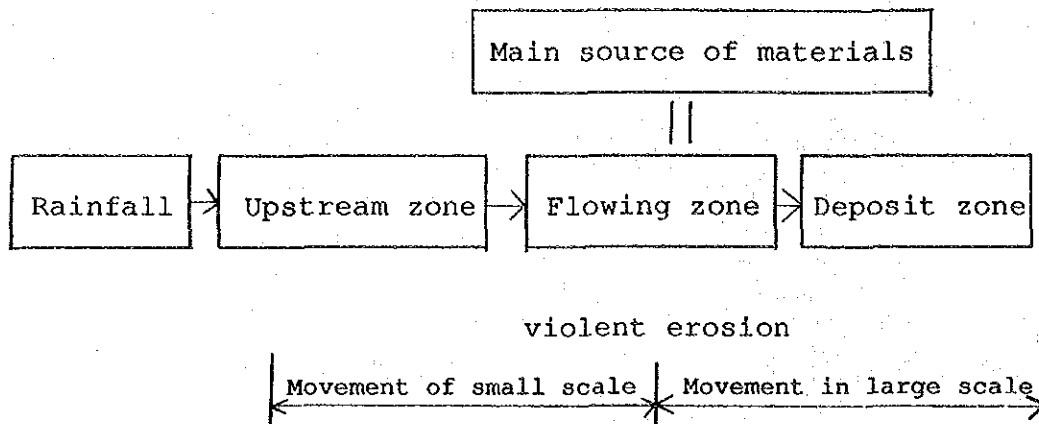 Main source of materials
Rainfall
Upstream zone
Flowing zone
Deposit zone
violent erosion
Movement of small scale
Movement in large scale